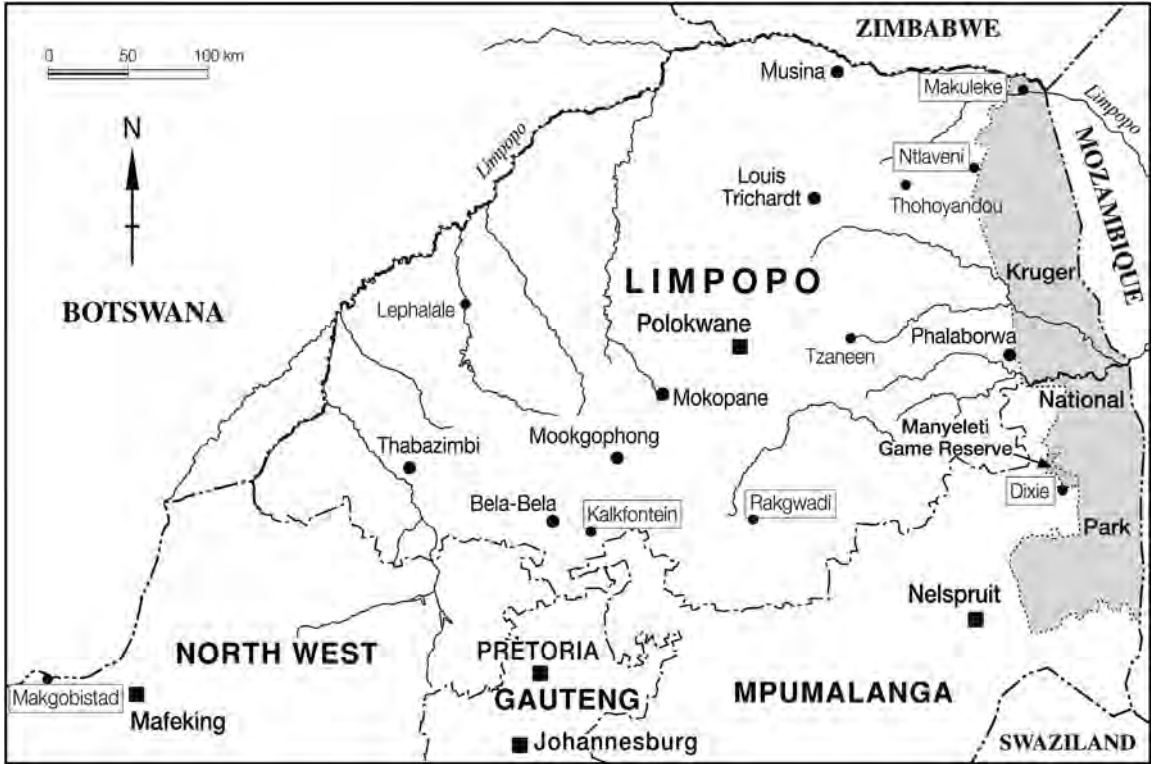 ZIMBABWE
0 50 100 km
Musina
Makuleke
Limpopo
N
Limpopo
MOZAMBIQUE
Ntlaveni
Louis
Trichardt
Thohoyandou
LIMPOPO
Kruger
BOTSWANA
Lephalale
Polokwane
Tzaneen
Phalaborwa
Mokopane
National
Manyeleti
Game Reserve
Thabazimbi
Mookgophong
Dixie
Bela-Bela
Kalkfontein
Rakgwadi
Park
Nelspruit
NORTH WEST
PRETORIA
Makgobistad
GAUTENG
MPUMALANGA
Mafeking
Johannesburg
SWAZILAND